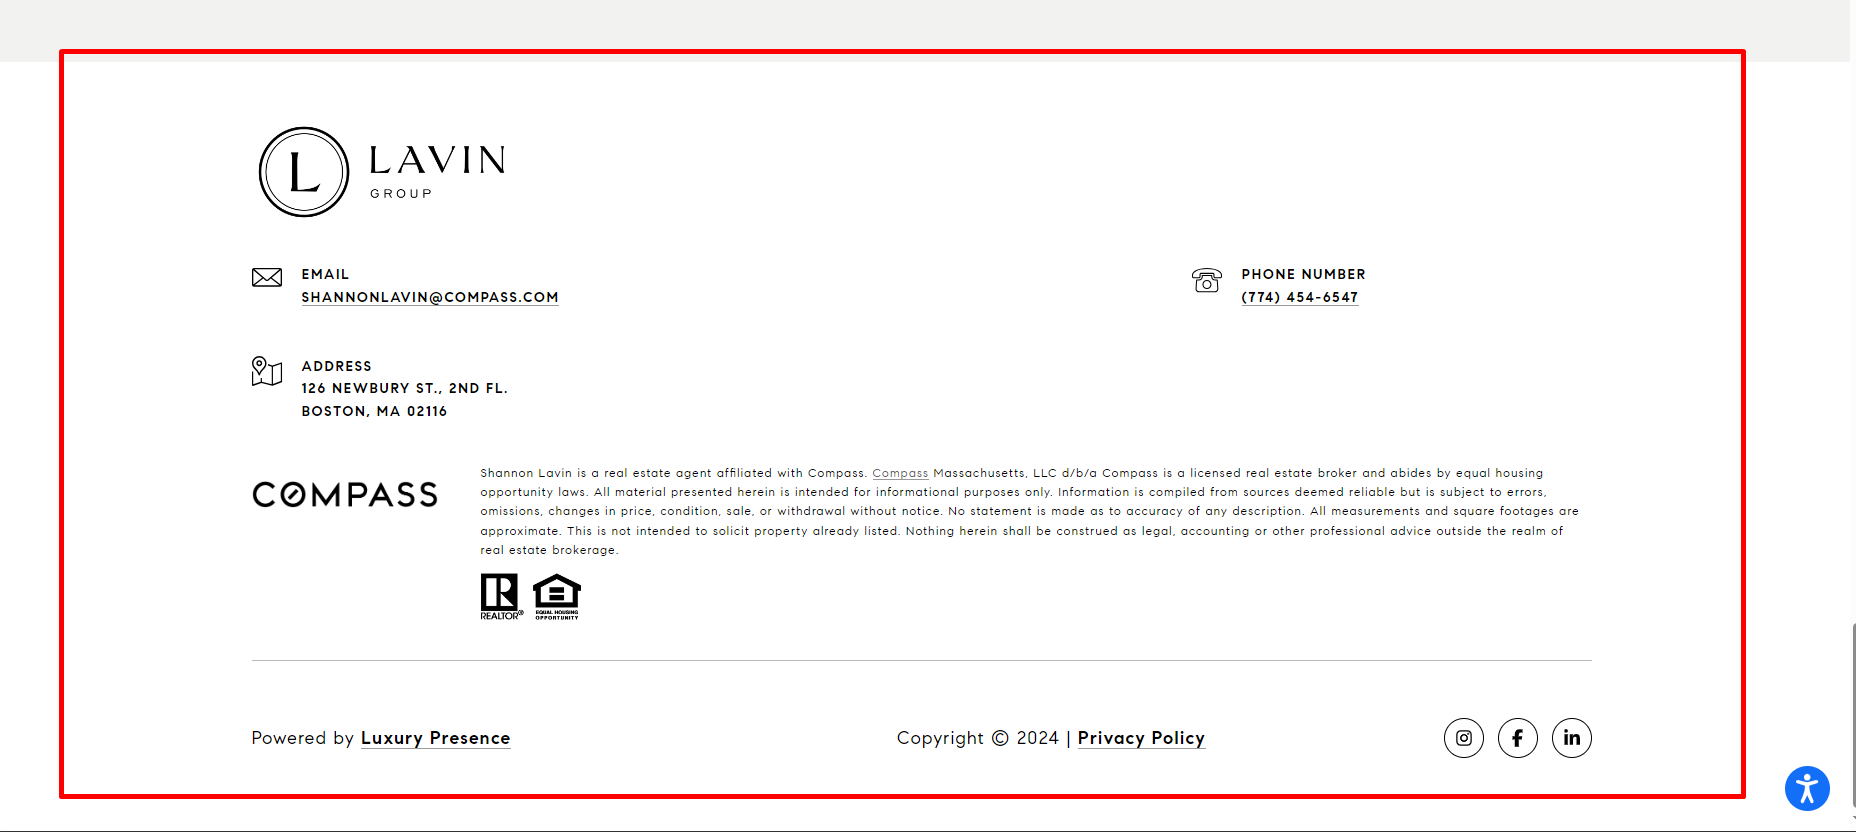 L LAVIN
GROUP
EMAIL
SHANNONLAVIN@COMPASS.COM
PHONE NUMBER
(774) 454-6547
ADDRESS
126 NEWBURY ST., 2ND FL.
BOSTON, MA 02116
COMPASS
Shannon Lavin is a real estate agent affiliated with Compass. Compass Massachusetts, LLC d/b/a Compass is a licensed real estate broker and abides by equal housing
opportunity laws. All material presented herein is intended for informational purposes only. Information is compiled from sources deemed reliable but is subject to errors,
omissions, changes in price, condition, sale, or withdrawal without notice. No statement is made as to accuracy of any description. All measurements and square footages are
approximate. This is not intended to solicit property already listed. Nothing herein shall be construed as legal, accounting or other professional advice outside the realm of
real estate brokerage.
R
REALTOR®
EQUAL HOUSING
OPPORTUNITY
Powered by Luxury Presence
Copyright © 2024 | Privacy Policy
f
in